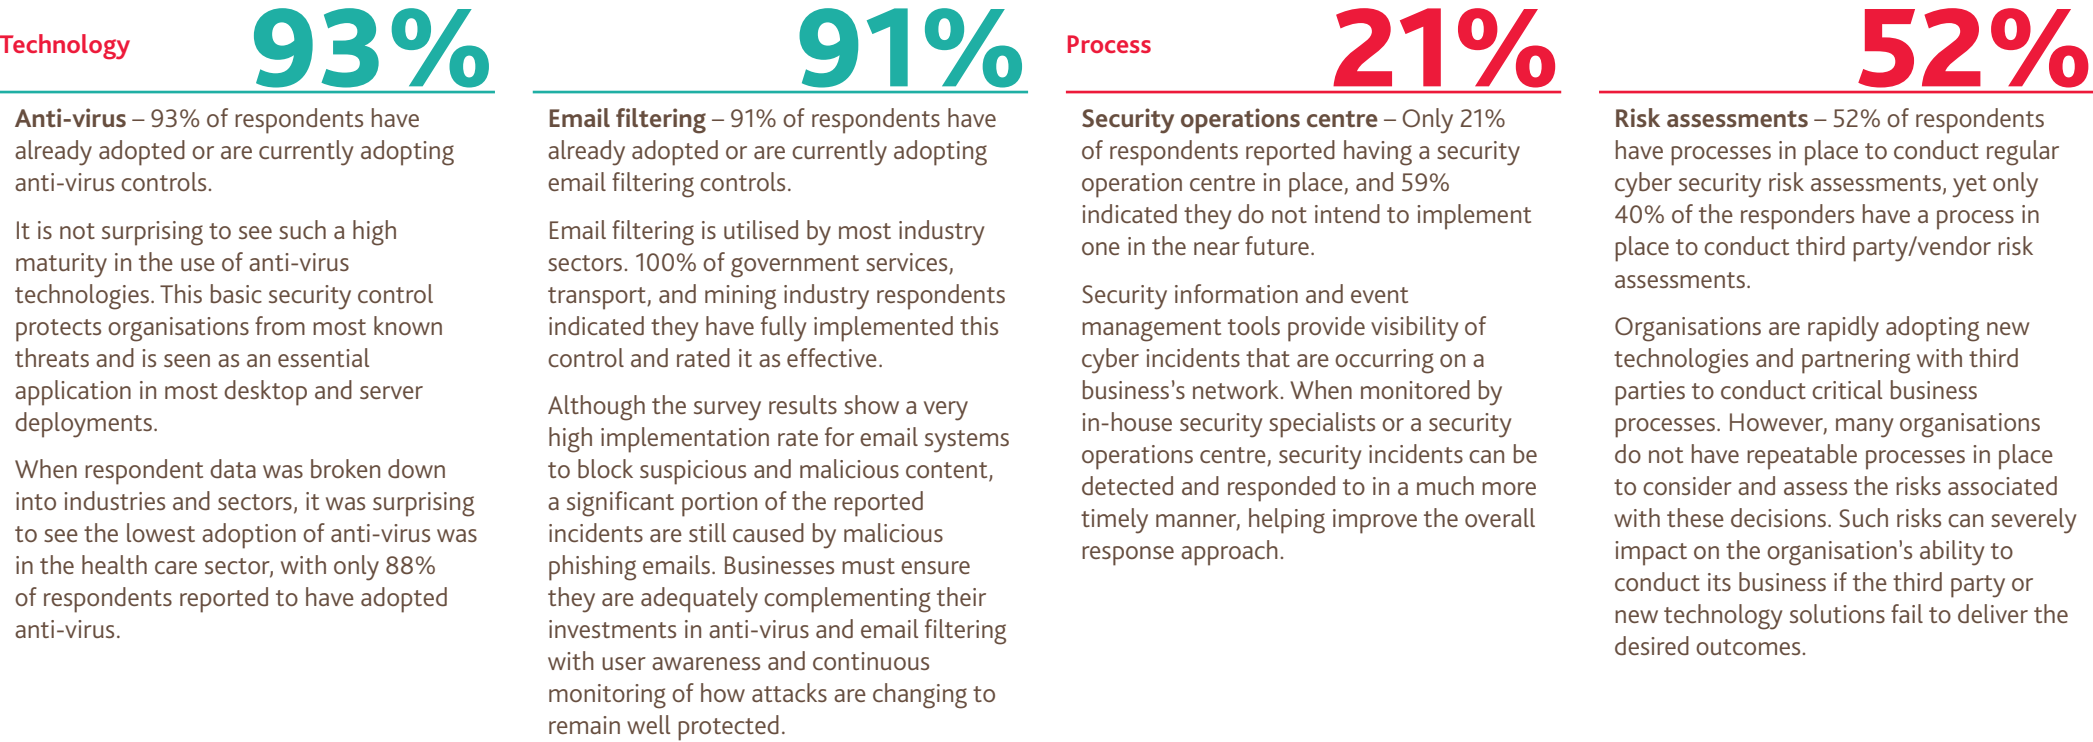 Technology
93%
Anti-virus – 93% of respondents have
already adopted or are currently adopting
anti-virus controls.
It is not surprising to see such a high
maturity in the use of anti-virus
technologies. This basic security control
protects organisations from most known
threats and is seen as an essential
application in most desktop and server
deployments.
When respondent data was broken down
into industries and sectors, it was surprising
to see the lowest adoption of anti-virus was
in the health care sector, with only 88%
of respondents reported to have adopted
anti-virus.
91%
Email filtering – 91% of respondents have
already adopted or are currently adopting
email filtering controls.
Email filtering is utilised by most industry
sectors. 100% of government services,
transport, and mining industry respondents
indicated they have fully implemented this
control and rated it as effective.
Although the survey results show a very
high implementation rate for email systems
to block suspicious and malicious content,
a significant portion of the reported
incidents are still caused by malicious
phishing emails. Businesses must ensure
they are adequately complementing their
investments in anti-virus and email filtering
with user awareness and continuous
monitoring of how attacks are changing to
remain well protected.
Process
21%
Security operations centre – Only 21%
of respondents reported having a security
operation centre in place, and 59%
indicated they do not intend to implement
one in the near future.
Security information and event
management tools provide visibility of
cyber incidents that are occurring on a
business's network. When monitored by
in-house security specialists or a security
operations centre, security incidents can be
detected and responded to in a much more
timely manner, helping improve the overall
response approach.
52%
Risk assessments – 52% of respondents
have processes in place to conduct regular
cyber security risk assessments, yet only
40% of the responders have a process in
place to conduct third party/vendor risk
assessments.
Organisations are rapidly adopting new
technologies and partnering with third
parties to conduct critical business
processes. However, many organisations
do not have repeatable processes in place
to consider and assess the risks associated
with these decisions. Such risks can severely
impact on the organisation's ability to
conduct its business if the third party or
new technology solutions fail to deliver the
desired outcomes.